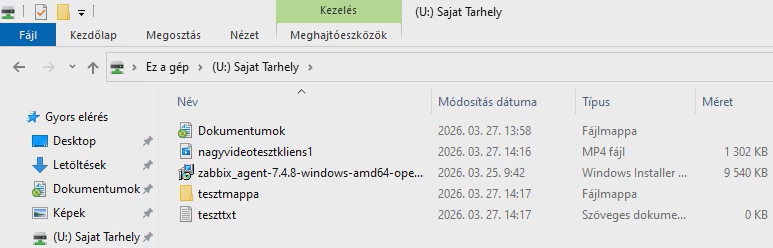 Kezelés (U:) Sajat Tarhely
Fájl Kezdőlap Megosztás Nézet Meghajtóeszközök
Ez a gép (U:) Sajat Tarhely
Név Módosítás dátuma Típus Méret
Gyors elérés
Desktop
Letöltések
Dokumentumok
Képek
(U:) Sajat Tarhely
Dokumentumok 2026. 03. 27. 13:58 Fájlmappa
nagyvideotesztkliens1 2026. 03. 27. 14:16 MP4 fájl 1 302 KB
zabbix_agent-7.4.8-windows-amd64-ope... 2026. 03. 25. 9:42 Windows Installer ... 9 540 KB
tesztmappa 2026. 03. 27. 14:17 Fájlmappa
teszttxt 2026. 03. 27. 14:17 Szöveges dokume... 0 KB